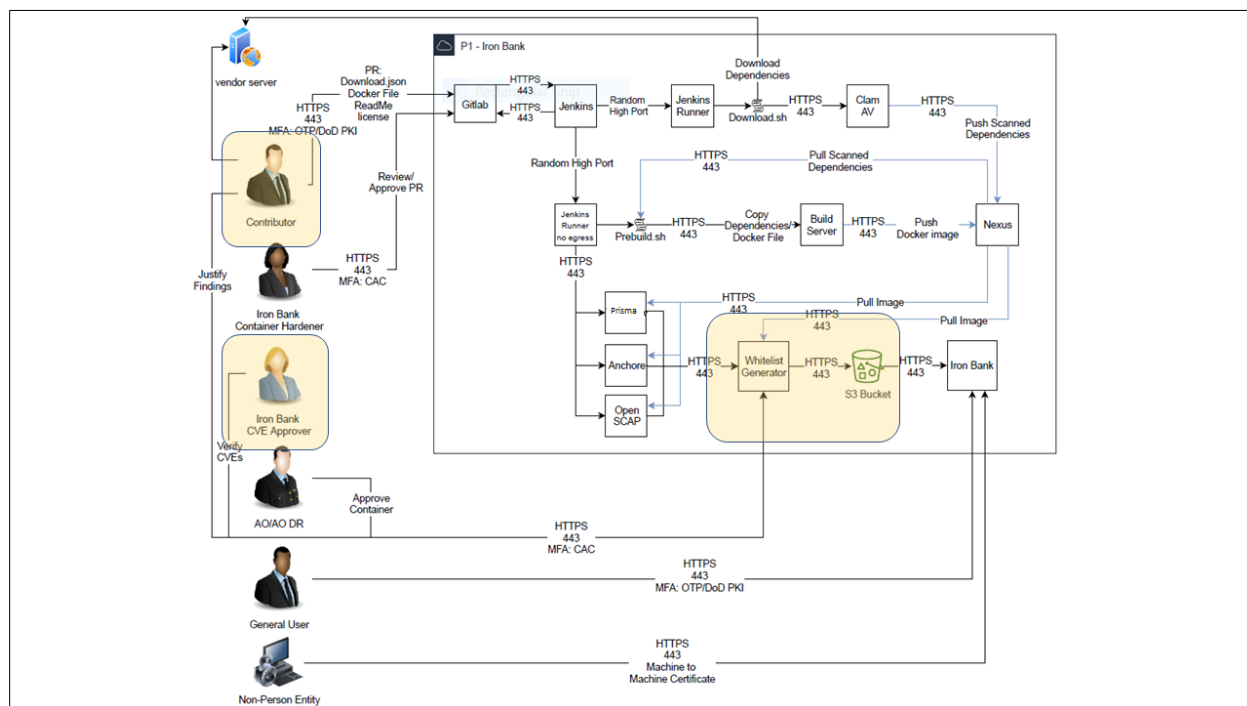 P1 - Iron Bank
vendor server
PR:
Download.json
Docker File
ReadMe
license
HTTPS
443
MFA: OTP/DoD PKI
Gitlab
HTTPS
443
HTTPS
443
Jenkins
Random
High Port
Jenkins
Runner
Download
Dependencies
Download.sh
HTTPS
443
Clam
AV
HTTPS
443
Push Scanned
Dependencies
Contributor
Review/
Approve PR
Random High Port
HTTPS
443
Pull Scanned
Dependencies
Jenkins
Runner
no egress
Prebuild.sh
HTTPS
443
Copy
Dependencies/
Docker File
Build
Server
HTTPS
443
Push
Docker image
Nexus
Justify
Findings
HTTPS
443
MFA: CAC
Iron Bank
Container Hardener
HTTPS
443
Prisma
HTTPS
443
Pull Image
HTTPS
443
Pull Image
Anchore
HTTPS
443
Whitelist
Generator
HTTPS
443
S3 Bucket
HTTPS
443
Iron Bank
Open
SCAP
Iron Bank
CVE Approver
Verify
CVEs
AO/AO DR
Approve
Container
HTTPS
443
MFA: CAC
General User
HTTPS
443
MFA: OTP/DoD PKI
Non-Person Entity
HTTPS
443
Machine to
Machine Certificate